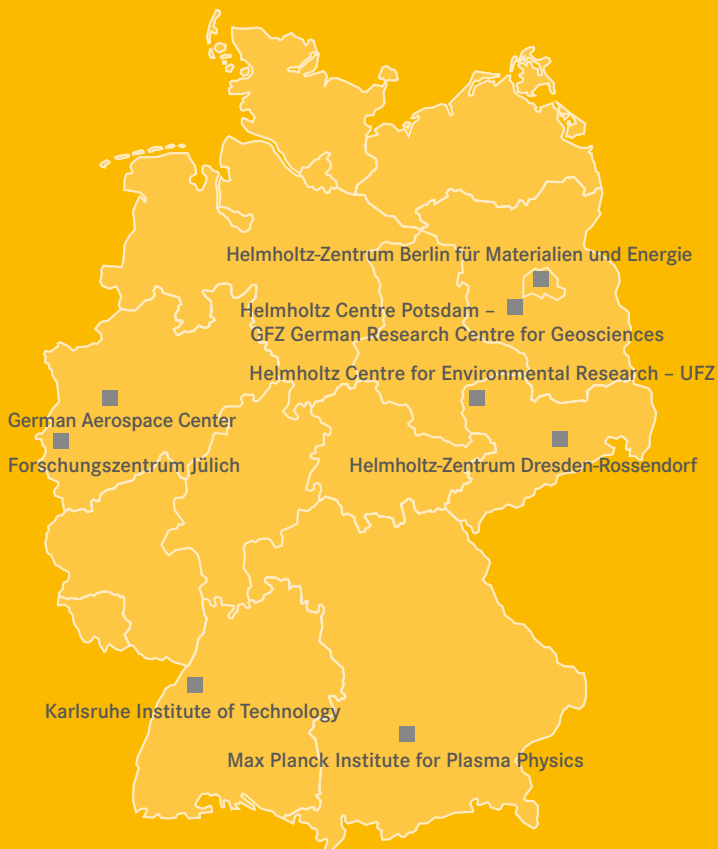 Helmholtz-Zentrum Berlin für Materialien und Energie
Helmholtz Centre Potsdam –
GFZ German Research Centre for Geosciences
Helmholtz Centre for Environmental Research – UFZ
German Aerospace Center
Forschungszentrum Jülich
Helmholtz-Zentrum Dresden-Rossendorf
Karlsruhe Institute of Technology
Max Planck Institute for Plasma Physics